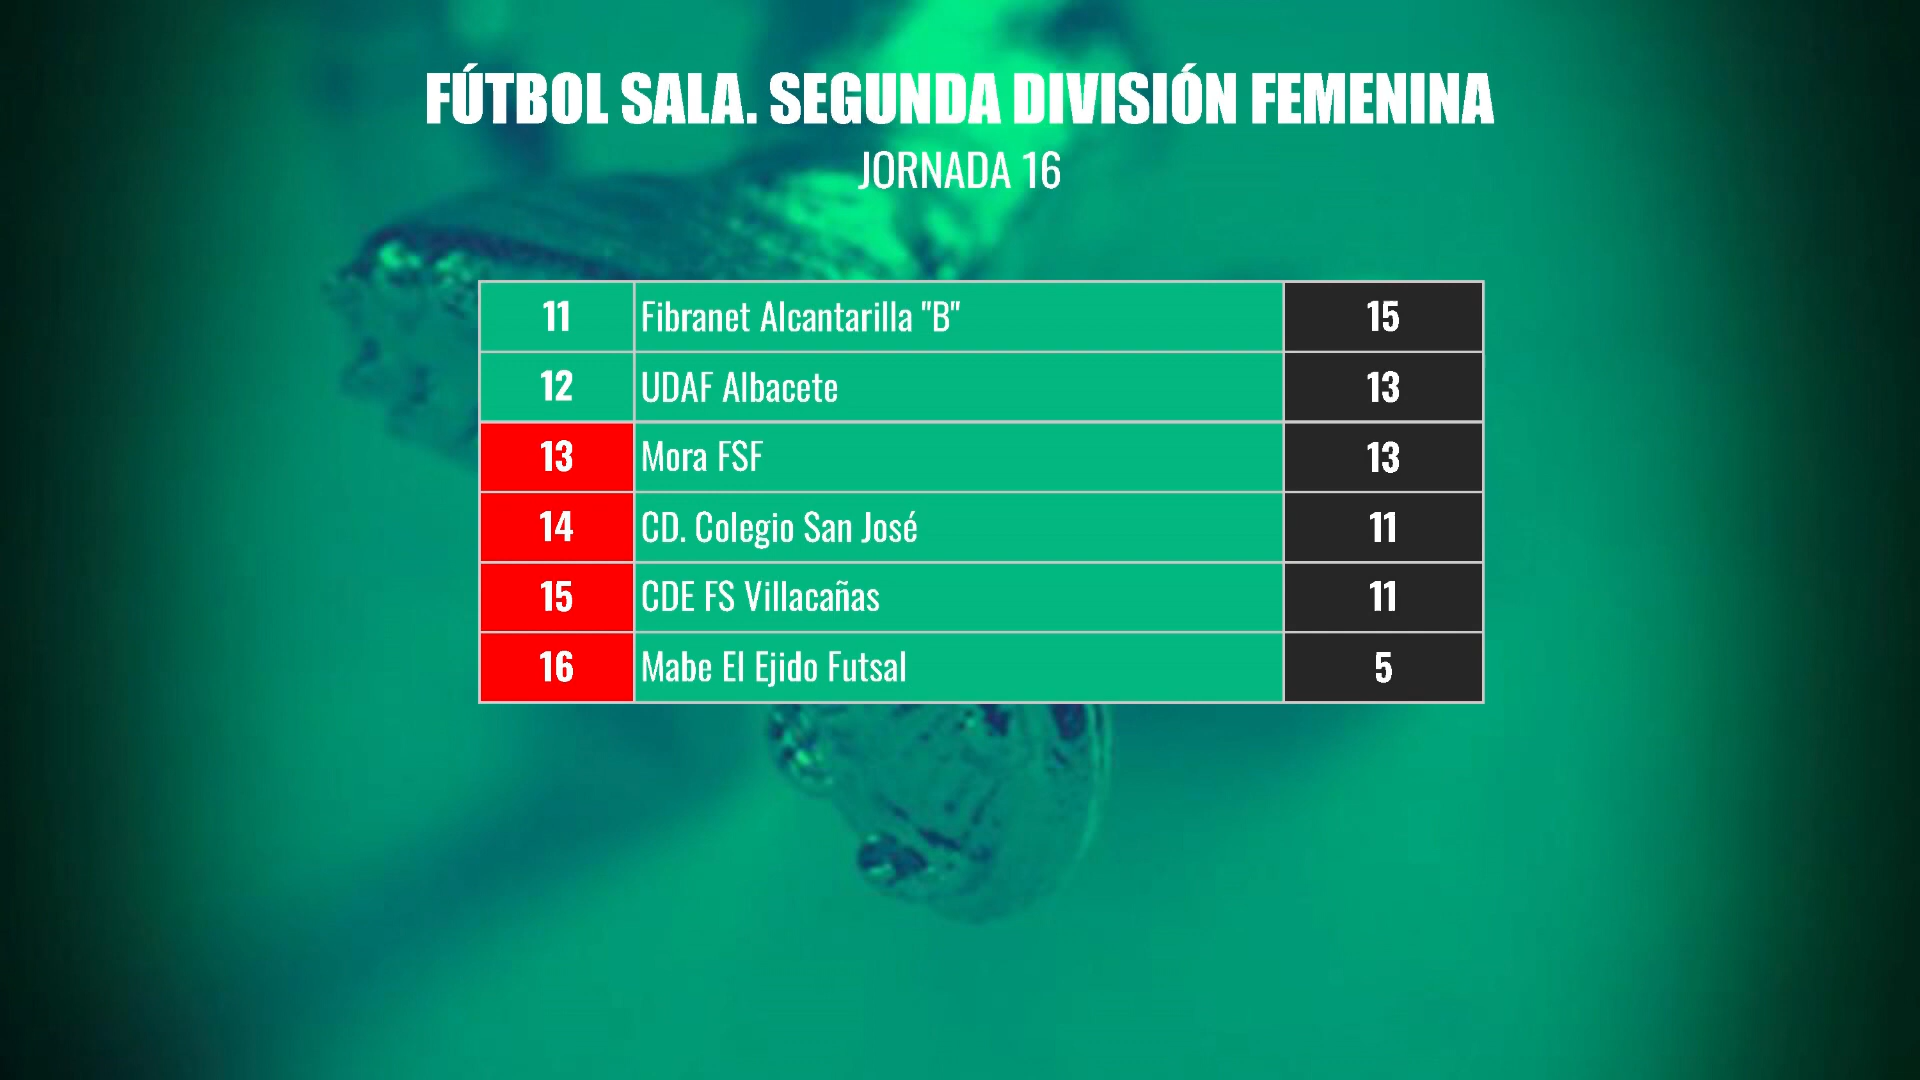 FÚTBOL SALA. SEGUNDA DIVISIÓN FEMENINA
JORNADA 16
11 Fibranet Alcantarilla "B" 15
12 UDAF Albacete 13
13 Mora FSF 13
14 CD. Colegio San José 11
15 CDE FS Villacañas 11
16 Mabe El Ejido Futsal 5